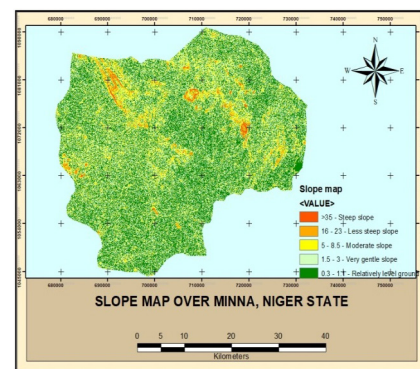 680000 690000 700000 710000 720000 730000 740000 750000
N
W E
S
Slope map
<VALUE>
>35 - Steep slope
16 - 23 - Less steep slope
5 - 8.5 - Moderate slope
1.5 - 3 - Very gentle slope
0.3 - 1.1 - Relatively level ground
680000 690000 700000 710000 720000 730000 740000 750000
SLOPE MAP OVER MINNA, NIGER STATE
0 5 10 20 30 40
Kilometers